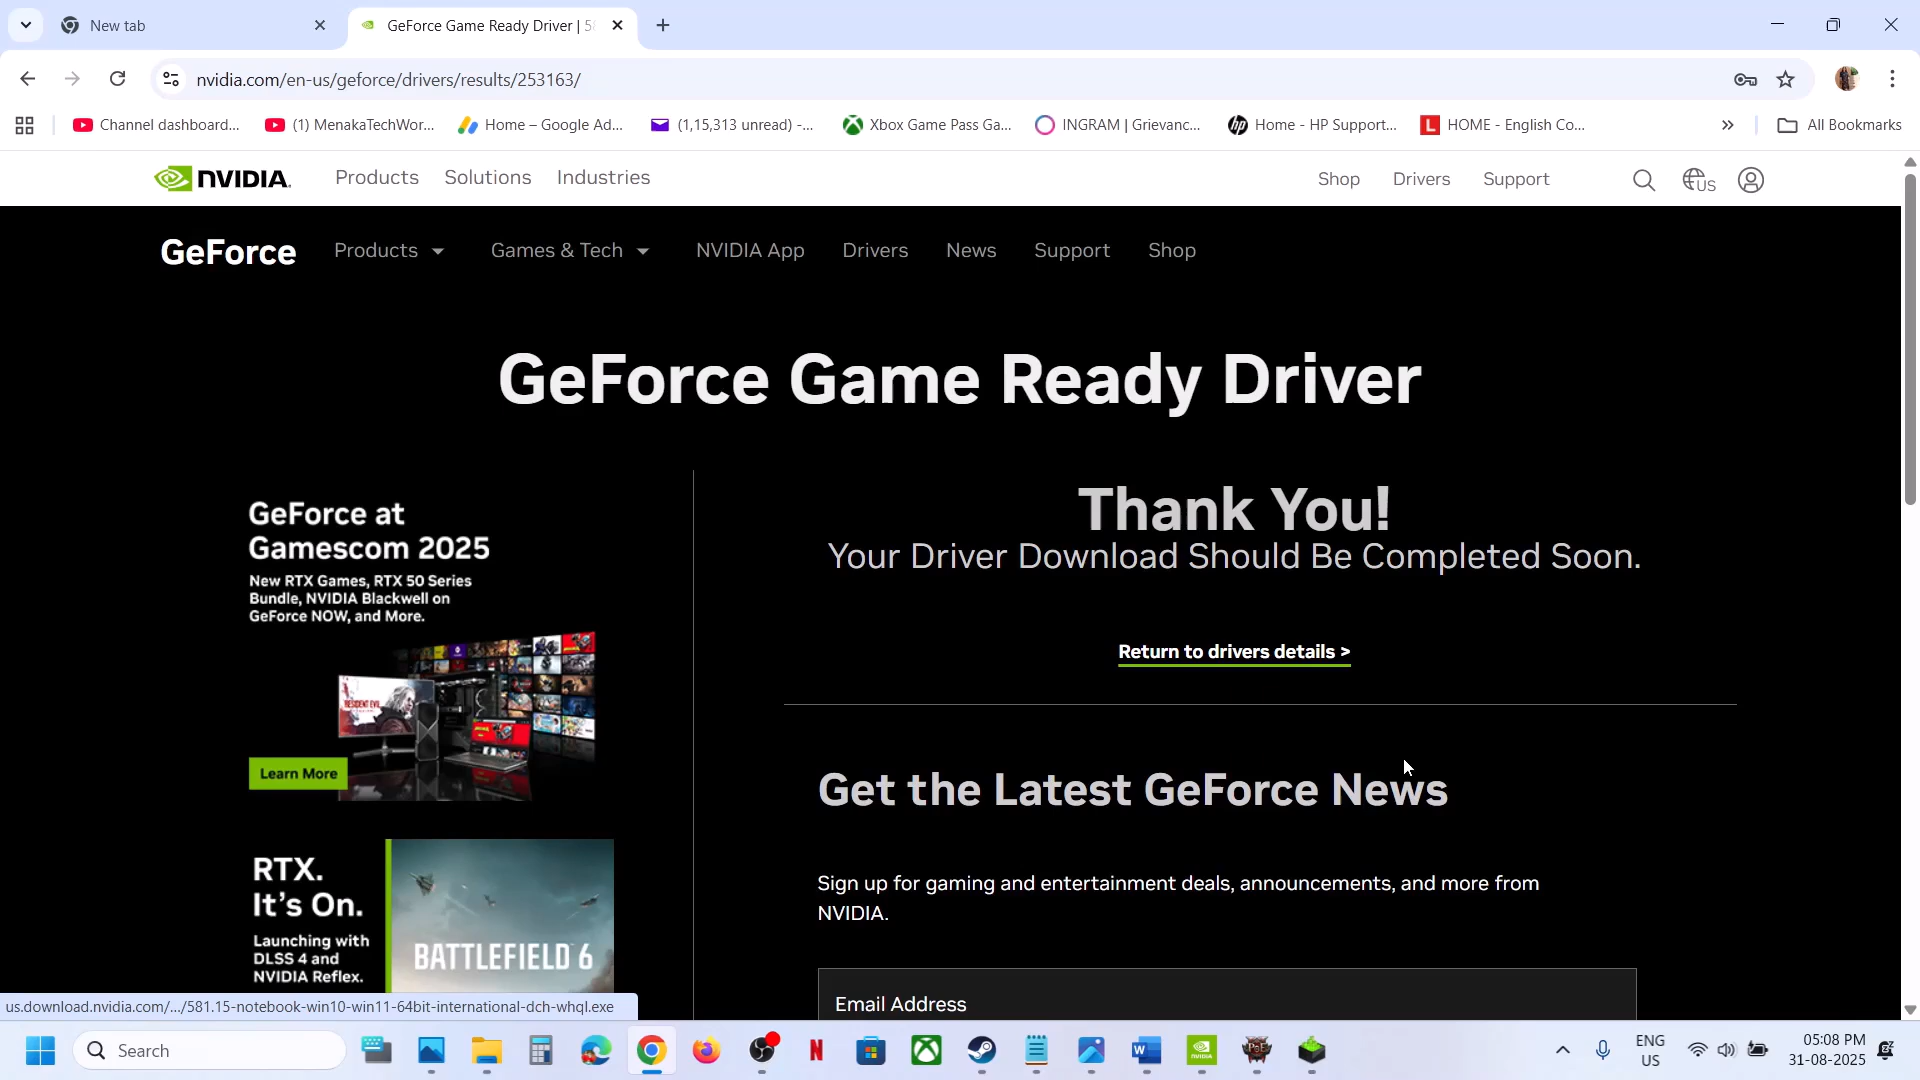 New tab
GeForce Game Ready Driver | 58
nvidia.com/en-us/geforce/drivers/results/253163/
Channel dashboard...
(1) MenakaTechWor...
Home – Google Ad...
(1,15,313 unread) -...
Xbox Game Pass Ga...
INGRAM | Grievanc...
Home - HP Support...
HOME - English Co...
All Bookmarks
NVIDIA.
Products
Solutions
Industries
Shop
Drivers
Support
US
GeForce
Products
Games & Tech
NVIDIA App
Drivers
News
Support
Shop
GeForce Game Ready Driver
GeForce at
Gamescom 2025
New RTX Games, RTX 50 Series
Bundle, NVIDIA Blackwell on
GeForce NOW, and More.
Learn More
Thank You!
Your Driver Download Should Be Completed Soon.
Return to drivers details >
Get the Latest GeForce News
Sign up for gaming and entertainment deals, announcements, and more from
NVIDIA.
Email Address
RTX.
It's On.
Launching with
DLSS 4 and
NVIDIA Reflex.
BATTLEFIELD 6
us.download.nvidia.com/.../581.15-notebook-win10-win11-64bit-international-dch-whql.exe
Search
ENG
US
05:08 PM
31-08-2025